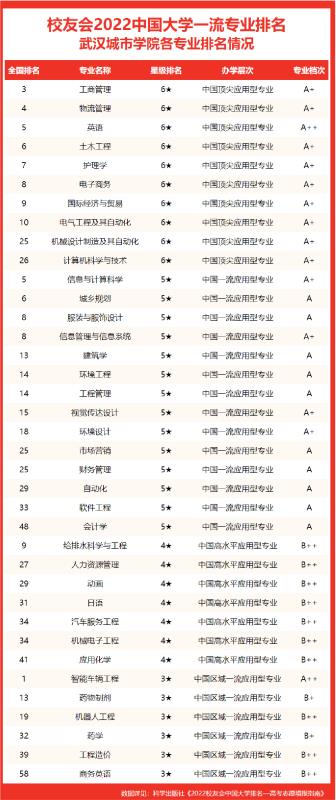 校友会2022中国大学一流专业排名
武汉城市学院各专业排名情况
全国排名 专业名称 星级排名 办学层次 专业档次
3 工商管理 6★ 中国顶尖应用型专业 A+
4 物流管理 6★ 中国顶尖应用型专业 A+
5 英语 6★ 中国顶尖应用型专业 A++
6 土木工程 6★ 中国顶尖应用型专业 A+
7 护理学 6★ 中国顶尖应用型专业 A+
8 电子商务 6★ 中国顶尖应用型专业 A+
9 国际经济与贸易 6★ 中国顶尖应用型专业 A+
10 电气工程及其自动化 6★ 中国顶尖应用型专业 A+
25 机械设计制造及其自动化 6★ 中国顶尖应用型专业 A+
26 计算机科学与技术 6★ 中国顶尖应用型专业 A+
5 信息与计算科学 5★ 中国一流应用型专业 A+
6 城乡规划 5★ 中国一流应用型专业 A
8 服装与服饰设计 5★ 中国一流应用型专业 A
8 信息管理与信息系统 5★ 中国一流应用型专业 A+
13 建筑学 5★ 中国一流应用型专业 A
14 环境工程 5★ 中国一流应用型专业 A
14 工程管理 5★ 中国一流应用型专业 A
15 视觉传达设计 5★ 中国一流应用型专业 A+
18 环境设计 5★ 中国一流应用型专业 A+
25 市场营销 5★ 中国一流应用型专业 A
25 财务管理 5★ 中国一流应用型专业 A
29 自动化 5★ 中国一流应用型专业 A
33 软件工程 5★ 中国一流应用型专业 A
48 会计学 5★ 中国一流应用型专业 A
9 给排水科学与工程 4★ 中国高水平应用型专业 B++
27 人力资源管理 4★ 中国高水平应用型专业 B++
29 动画 4★ 中国高水平应用型专业 B++
31 日语 4★ 中国高水平应用型专业 B++
34 汽车服务工程 4★ 中国高水平应用型专业 B++
34 机械电子工程 4★ 中国高水平应用型专业 B++
41 应用化学 4★ 中国高水平应用型专业 B++
1 智能车辆工程 3★ 中国区域一流应用型专业 A++
13 药物制剂 3★ 中国区域一流应用型专业 B+
19 机器人工程 3★ 中国区域一流应用型专业 B++
32 药学 3★ 中国区域一流应用型专业 B+
39 工程造价 3★ 中国区域一流应用型专业 B++
58 商务英语 3★ 中国区域一流应用型专业 B++
数据详见：科学出版社《2022校友会中国大学排名—高考志愿填报指南》